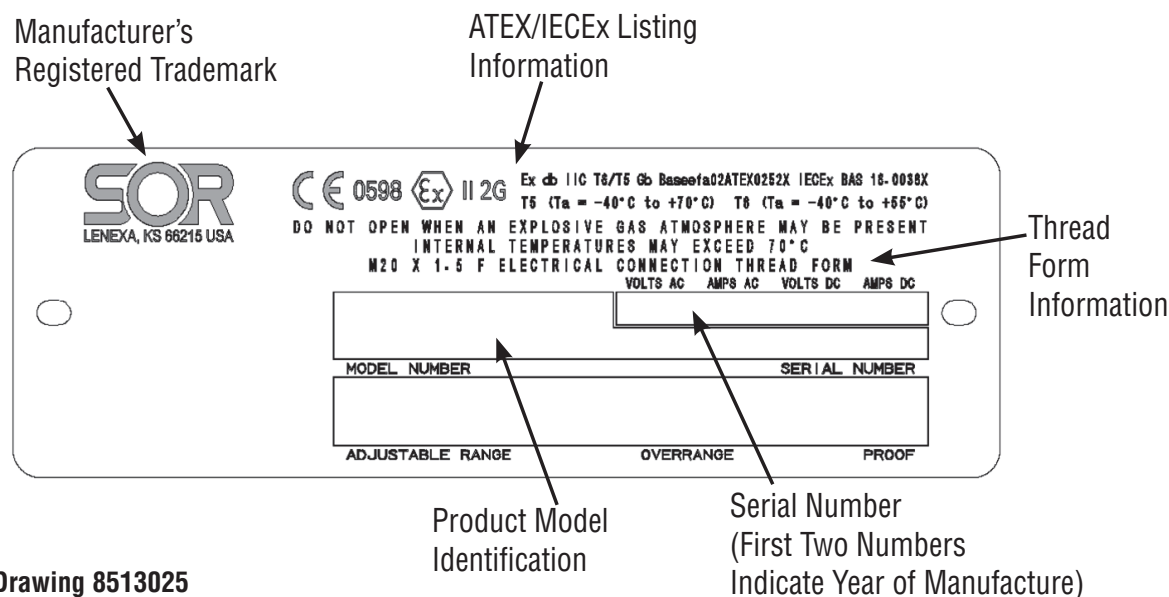 Manufacturer's
Registered Trademark
ATEX/IECEx Listing
Information
SOR
LENEXA, KS 66215 USA
CE 0598 Ex II 2G
Ex db IIC T6/T5 Gb Baseefa02ATEX0252X IECEx BAS 16.0038X
T5 (Ta = -40°C to +70°C) T6 (Ta = -40°C to +55°C)
DO NOT OPEN WHEN AN EXPLOSIVE GAS ATMOSPHERE MAY BE PRESENT
INTERNAL TEMPERATURES MAY EXCEED 70°C
M20 X 1.5 F ELECTRICAL CONNECTION THREAD FORM
Thread
Form
Information
VOLTS AC AMPS AC VOLTS DC AMPS DC
MODEL NUMBER SERIAL NUMBER
ADJUSTABLE RANGE OVERRANGE PROOF
Product Model
Identification
Serial Number
(First Two Numbers
Indicate Year of Manufacture)
Drawing 8513025